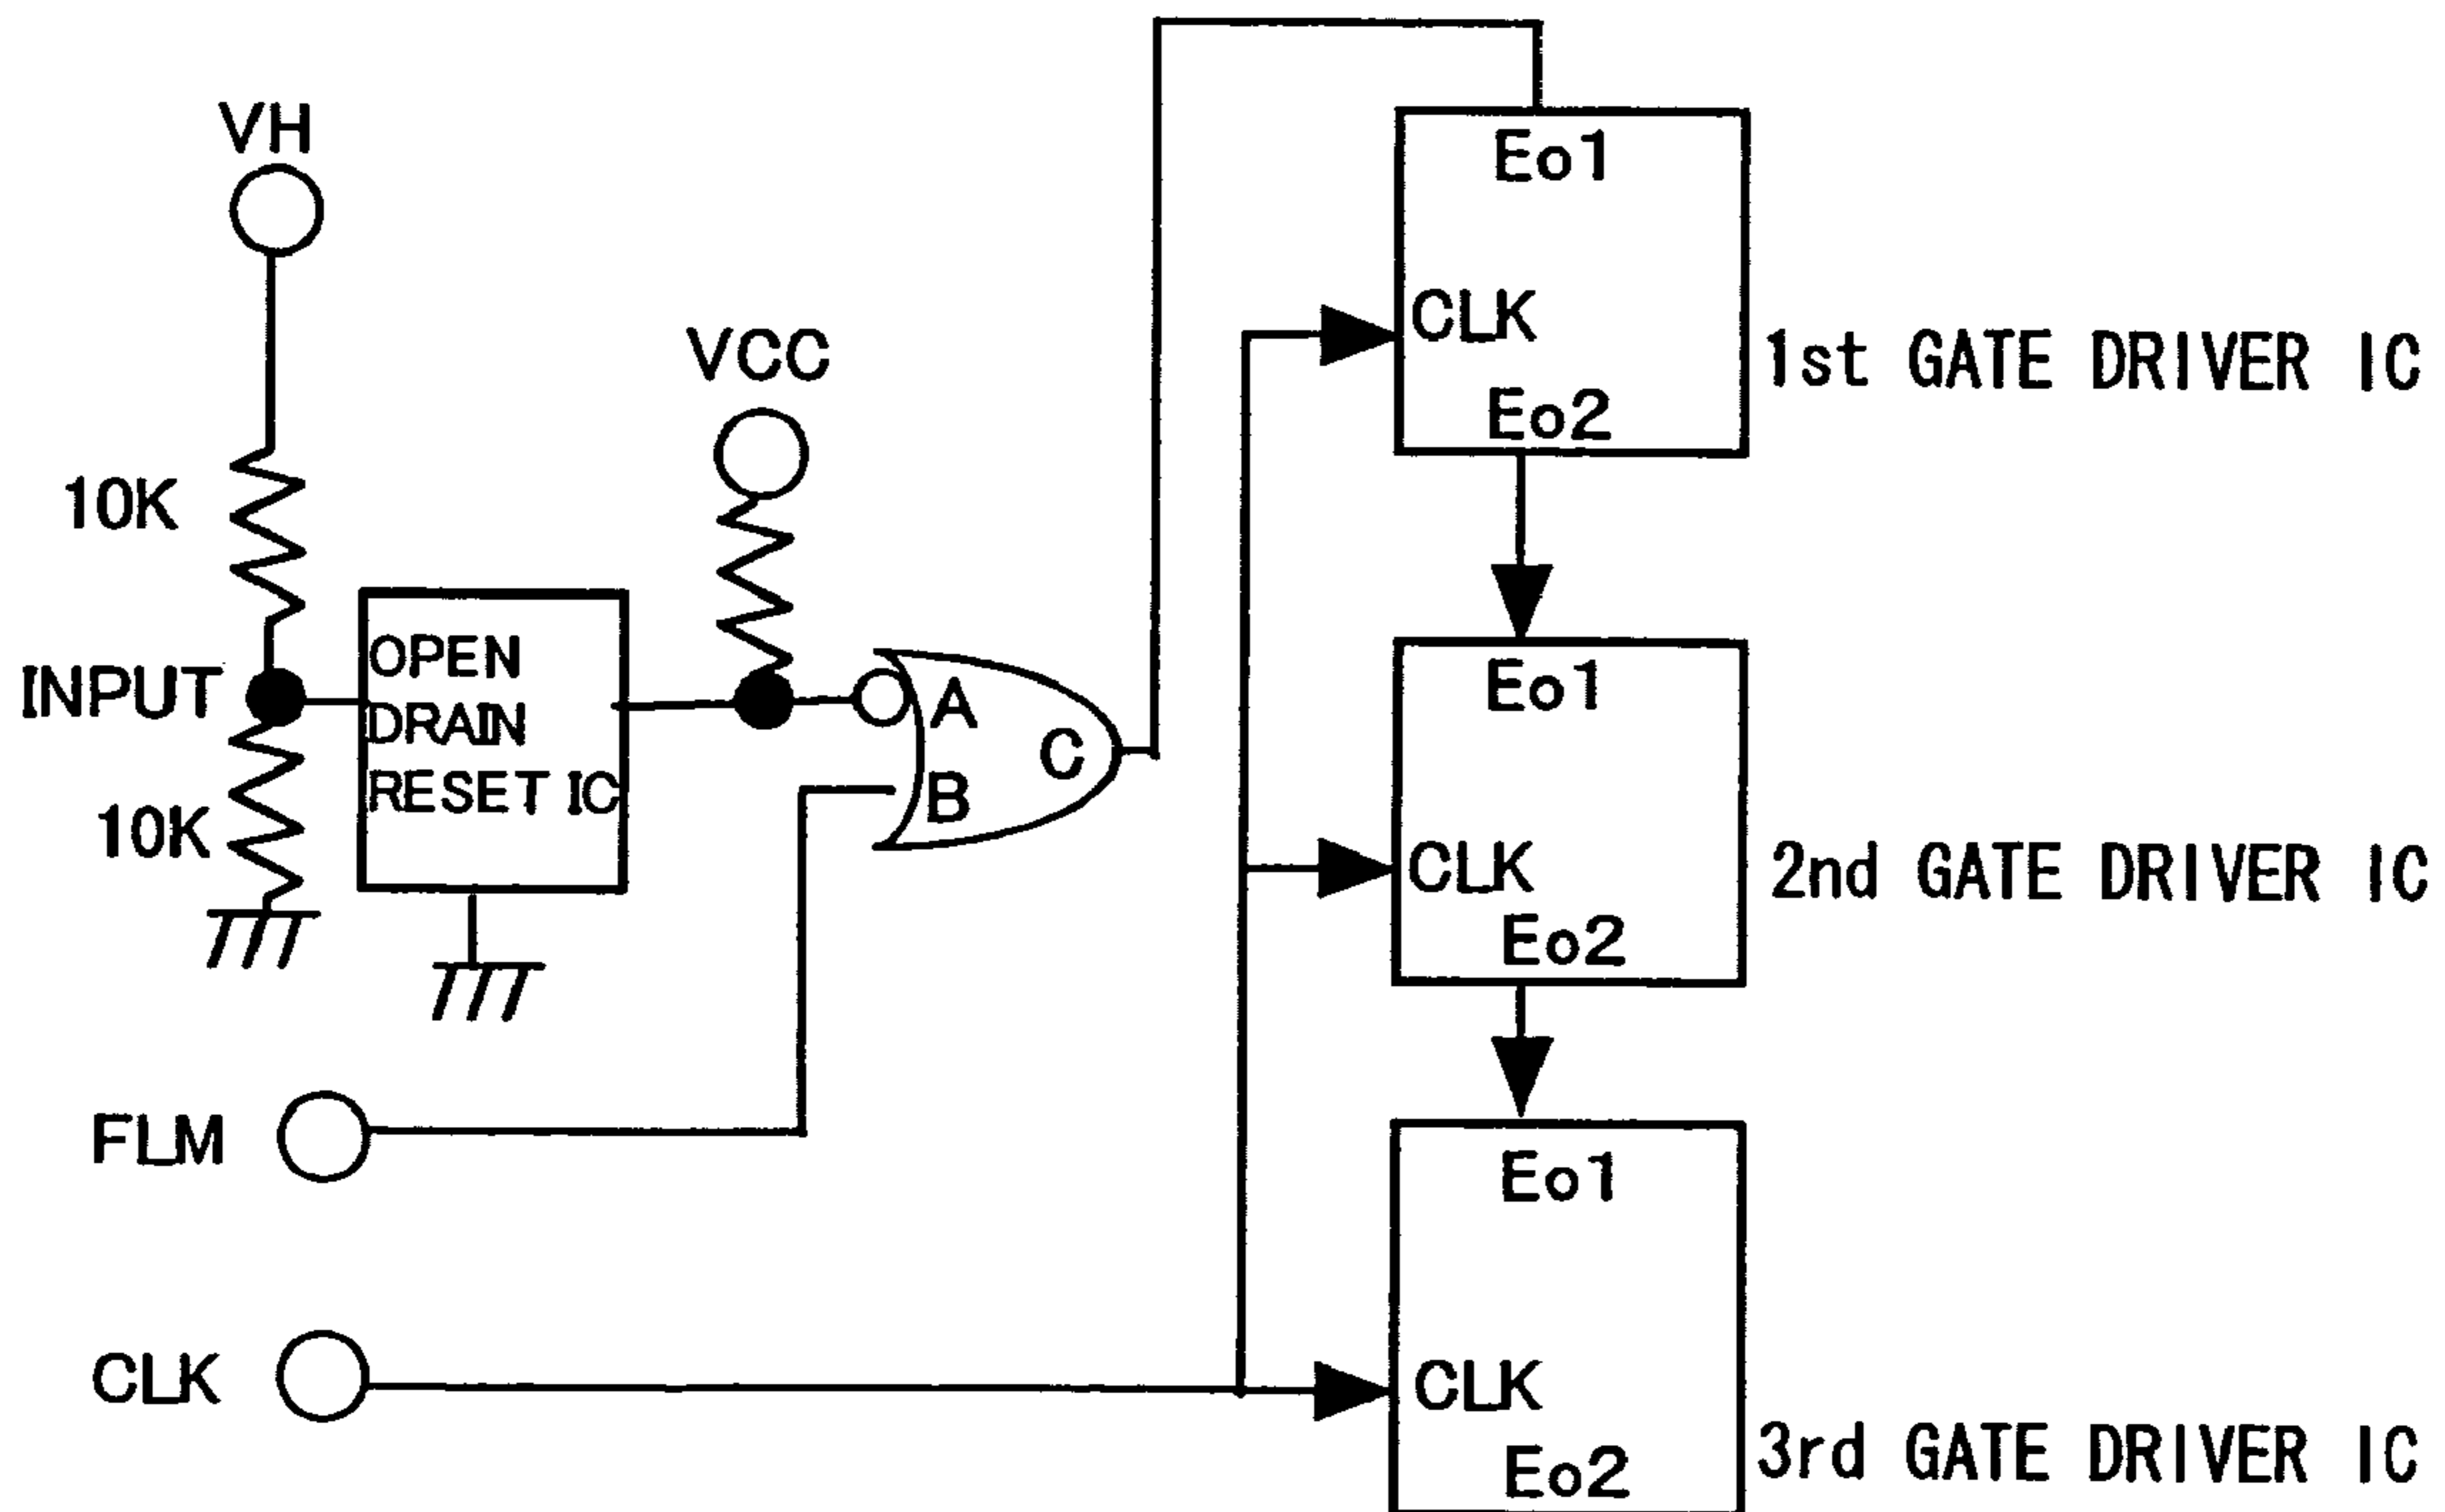 VH
10K
INPUT
10K
OPEN
DRAIN
RESET IC
VCC
A
B
C
FLM
CLK
Eo1
CLK
Eo2
1st GATE DRIVER IC
Eo1
CLK
Eo2
2nd GATE DRIVER IC
Eo1
CLK
Eo2
3rd GATE DRIVER IC